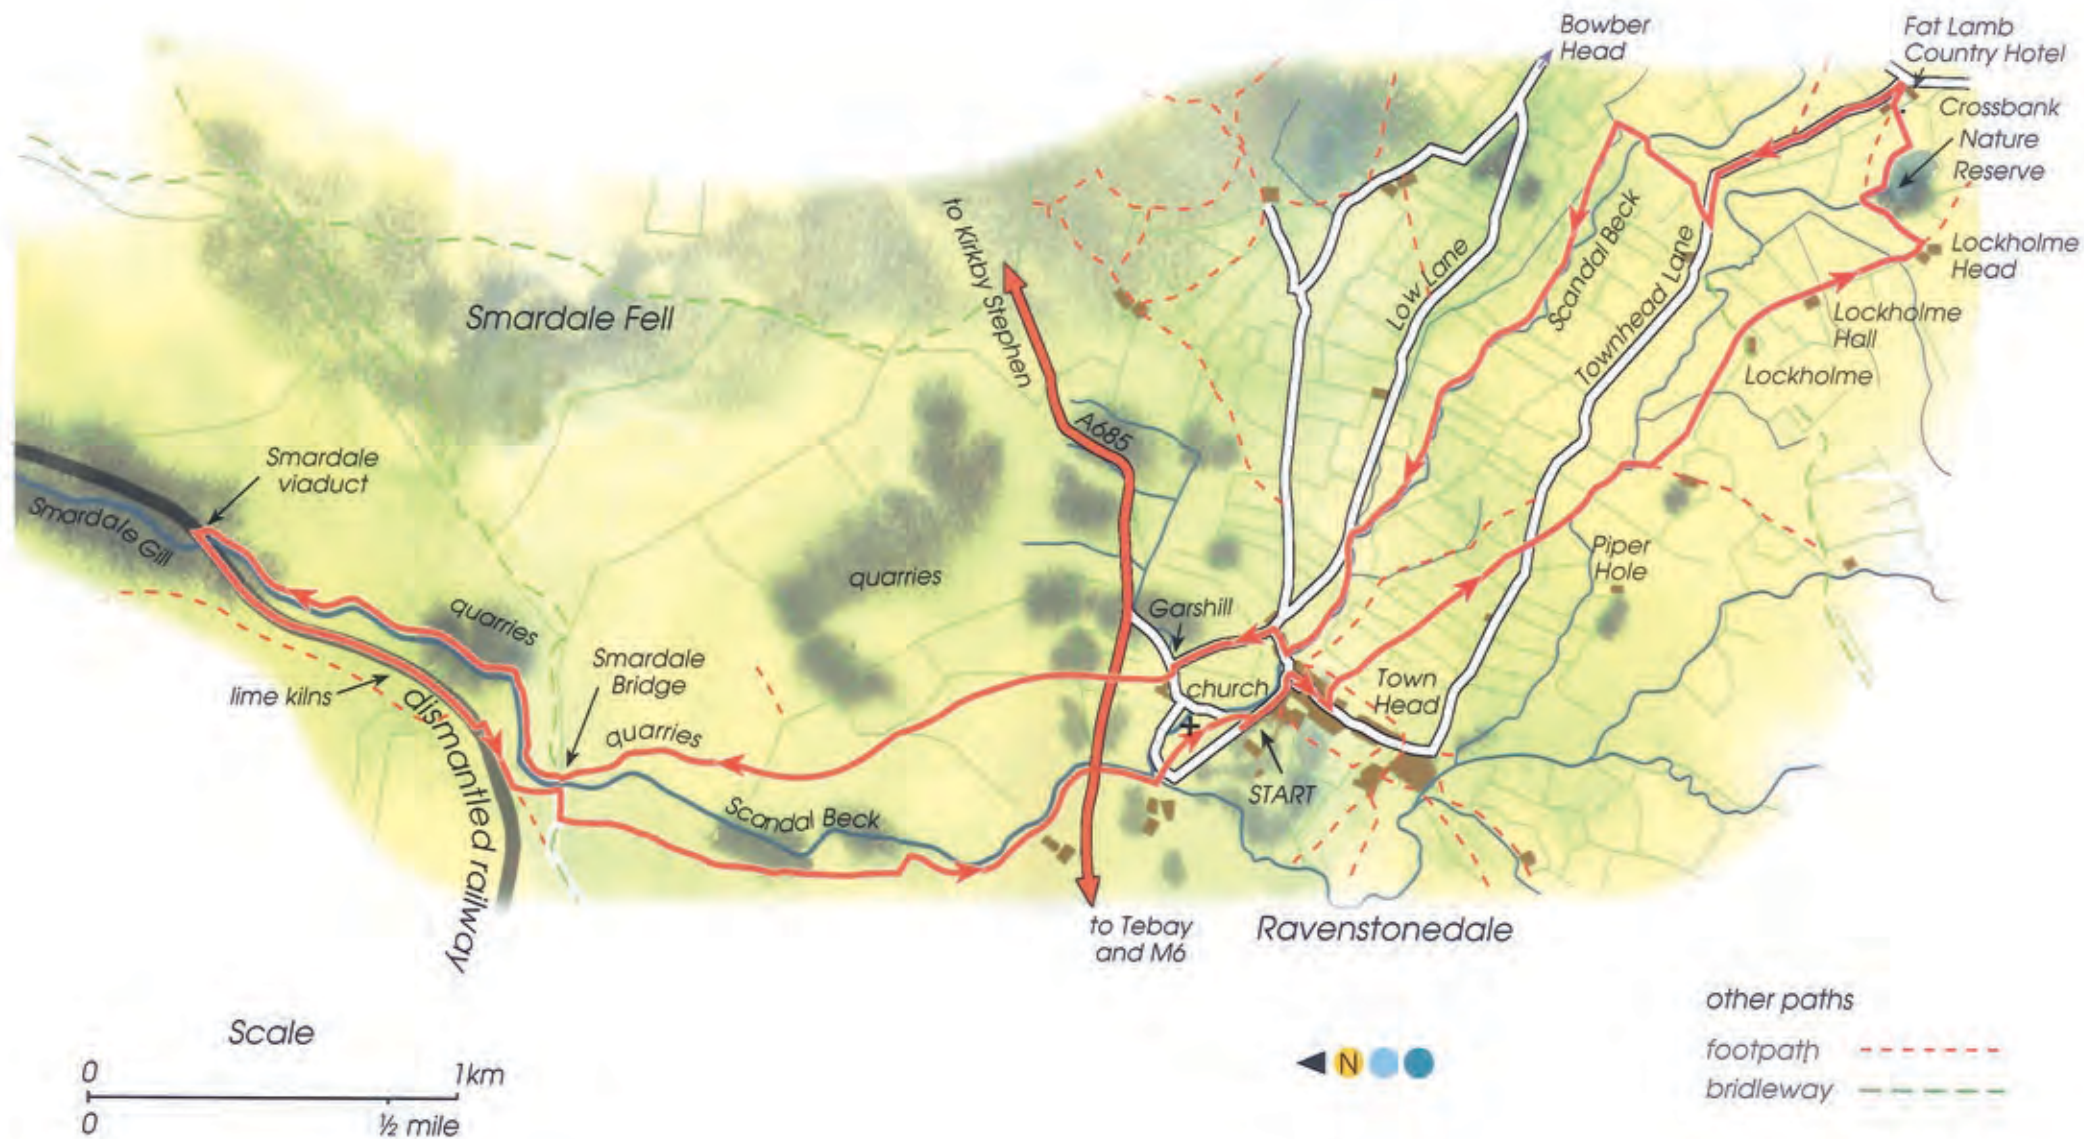 Bowber
Head
Fat Lamb
Country Hotel
Crossbank
Nature
Reserve
Lockholme
Head
Lockholme
Hall
Lockholme
Scandal Beck
Townhead Lane
Low Lane
to Kirkby Stephen
A685
Smardale Fell
Smardale
viaduct
Smardale Gill
quarries
quarries
Smardale
Bridge
quarries
lime kilns
dismantled railway
Scandal Beck
Garshill
church
START
Town
Head
Piper
Hole
to Tebay
and M6
Ravenstonedale
Scale
0
1km
0
½ mile
N
other paths
footpath
bridleway